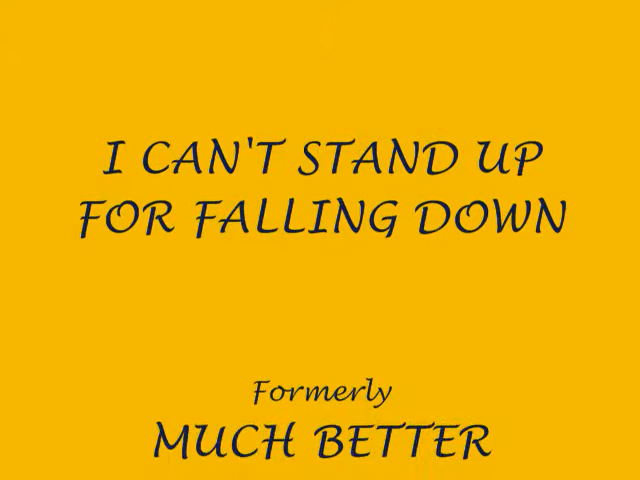 I CAN'T STAND UP
FOR FALLING DOWN
Formerly
MUCH BETTER